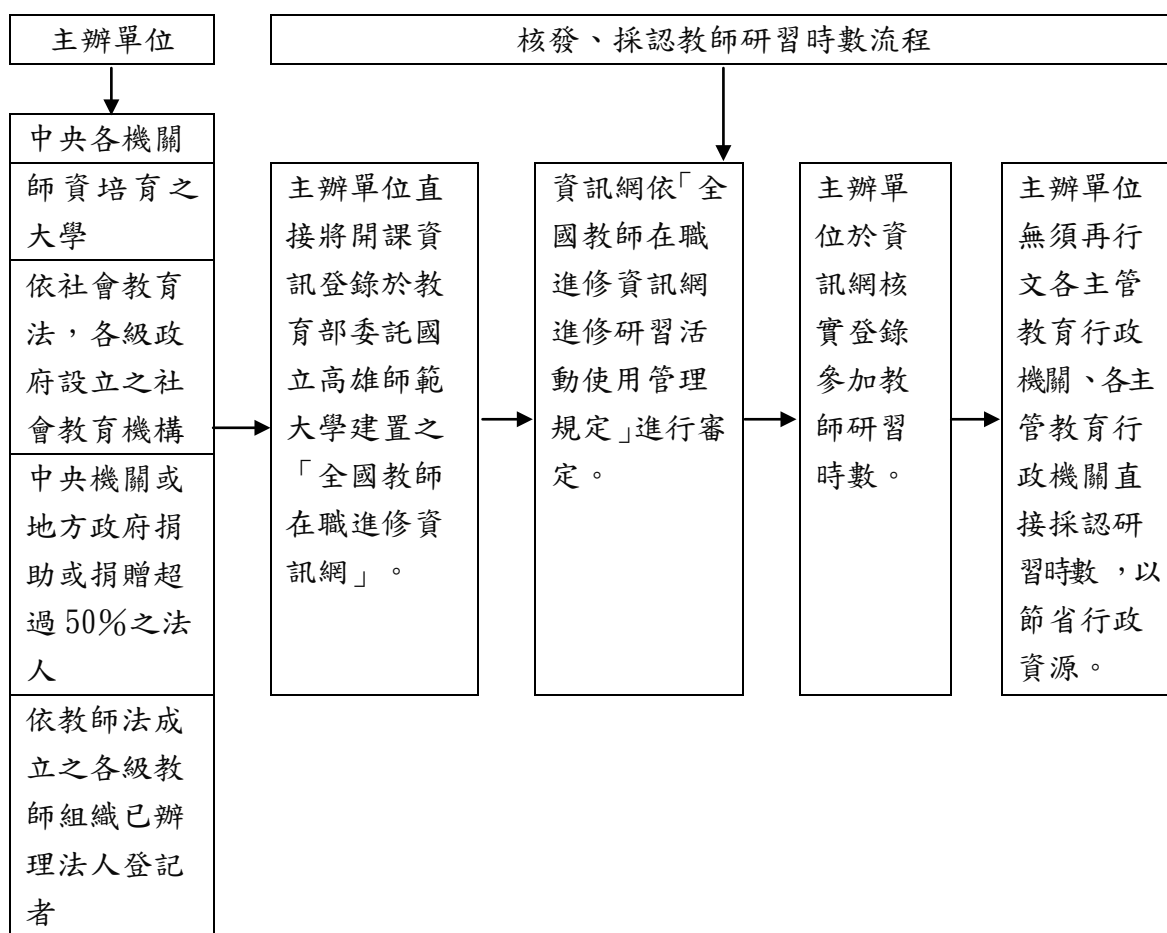 主辦單位
核發、採認教師研習時數流程
中央各機關
師資培育之
大學
依社會教育
法，各級政
府設立之社
會教育機構
中央機關或
地方政府捐
助或捐贈超
過50%之法
人
依教師法成
立之各級教
師組織已辦
理法人登記
者
主辦單位直
接將開課資
訊登錄於教
育部委託國
立高雄師範
大學建置之
「全國教師
在職進修資
訊網」。
資訊網依「全
國教師在職
進修資訊網
進修研習活
動使用管理
規定」進行審
定。
主辦單
位於資
訊網核
實登錄
參加教
師研習
時數。
主辦單位
無須再行
文各主管
教育行政
機關、各主
管教育行
政機關直
接採認研
習時數，以
節省行政
資源。